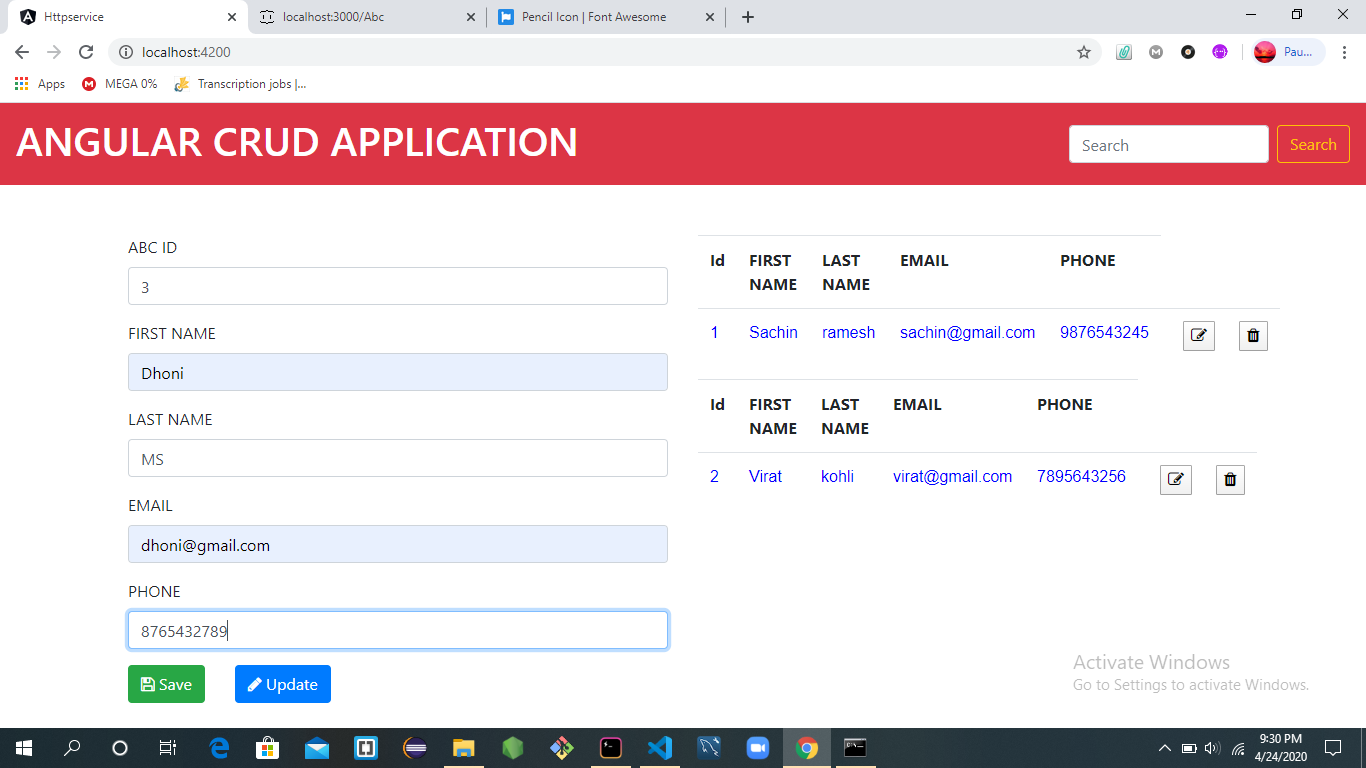 Httpservice
localhost:3000/Abc
Pencil Icon | Font Awesome
localhost:4200
Pau...
Apps
MEGA 0%
Transcription jobs |...
ANGULAR CRUD APPLICATION
Search
Search
ABC ID
3
FIRST NAME
Dhoni
LAST NAME
MS
EMAIL
dhoni@gmail.com
PHONE
8765432789
Save
Update
Id FIRST NAME LAST NAME EMAIL PHONE
1 Sachin ramesh sachin@gmail.com 9876543245
Id FIRST NAME LAST NAME EMAIL PHONE
2 Virat kohli virat@gmail.com 7895643256
Activate Windows
Go to Settings to activate Windows.
9:30 PM
4/24/2020